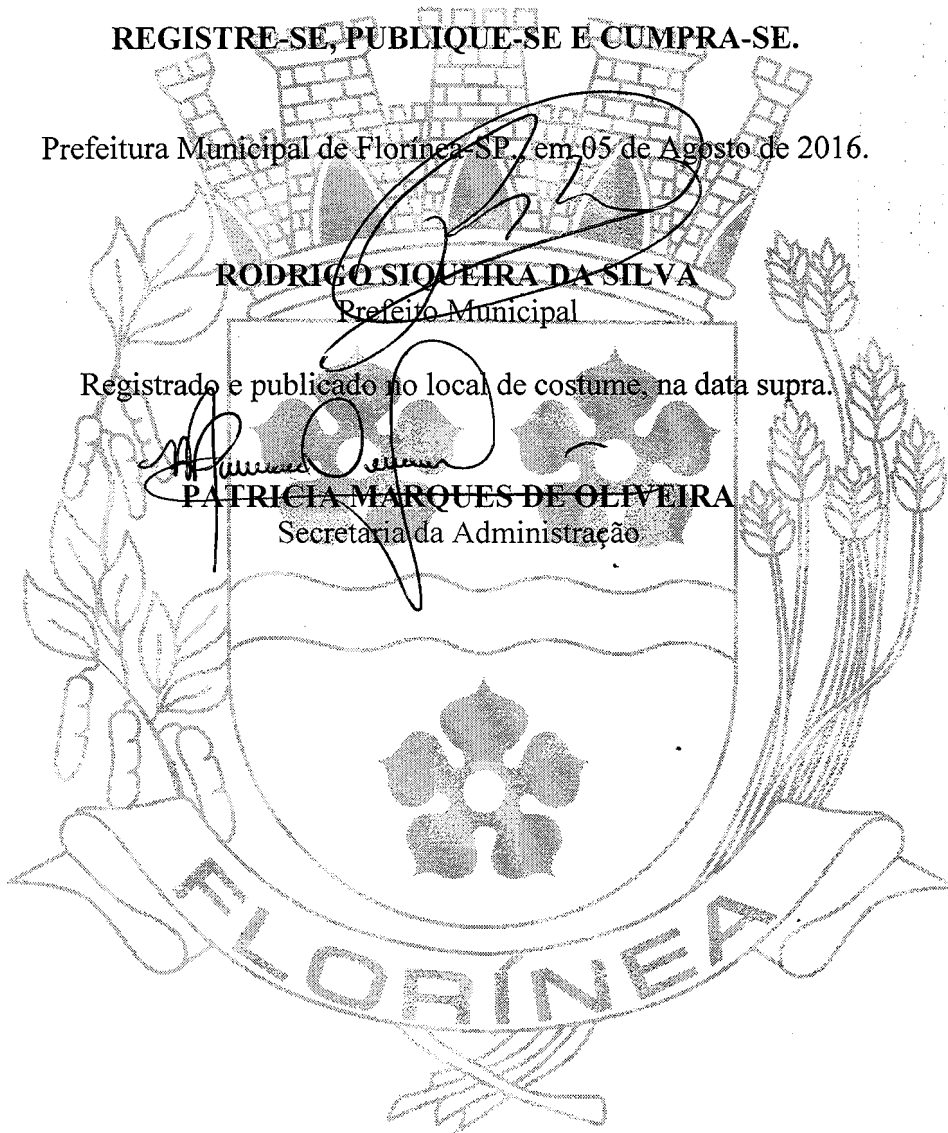 REGISTRE-SE, PUBLIQUE-SE E CUMPRA-SE.
Prefeitura Municipal de Florínea-SP., em 05 de Agosto de 2016.
RODRIGO SIQUEIRA DA SILVA
Prefeito Municipal
Registrado e publicado no local de costume, na data supra.
PATRICIA MARQUES DE OLIVEIRA
Secretaria da Administração
FLORÍNEA